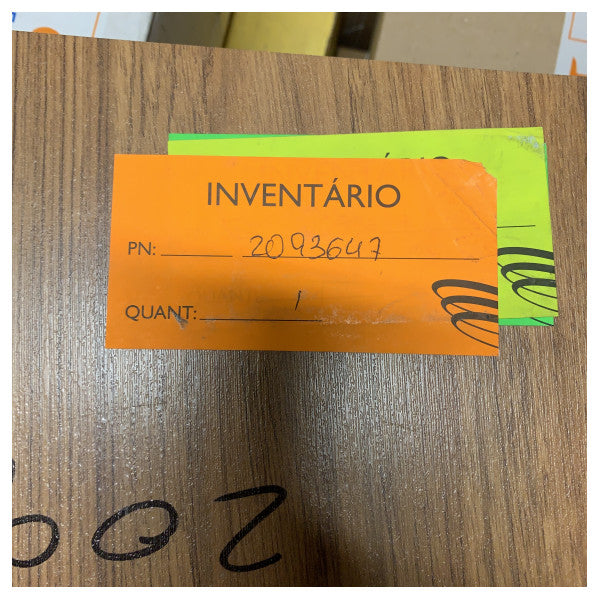 INVENTÁRIO
PN: 2093647
QUANT: 1